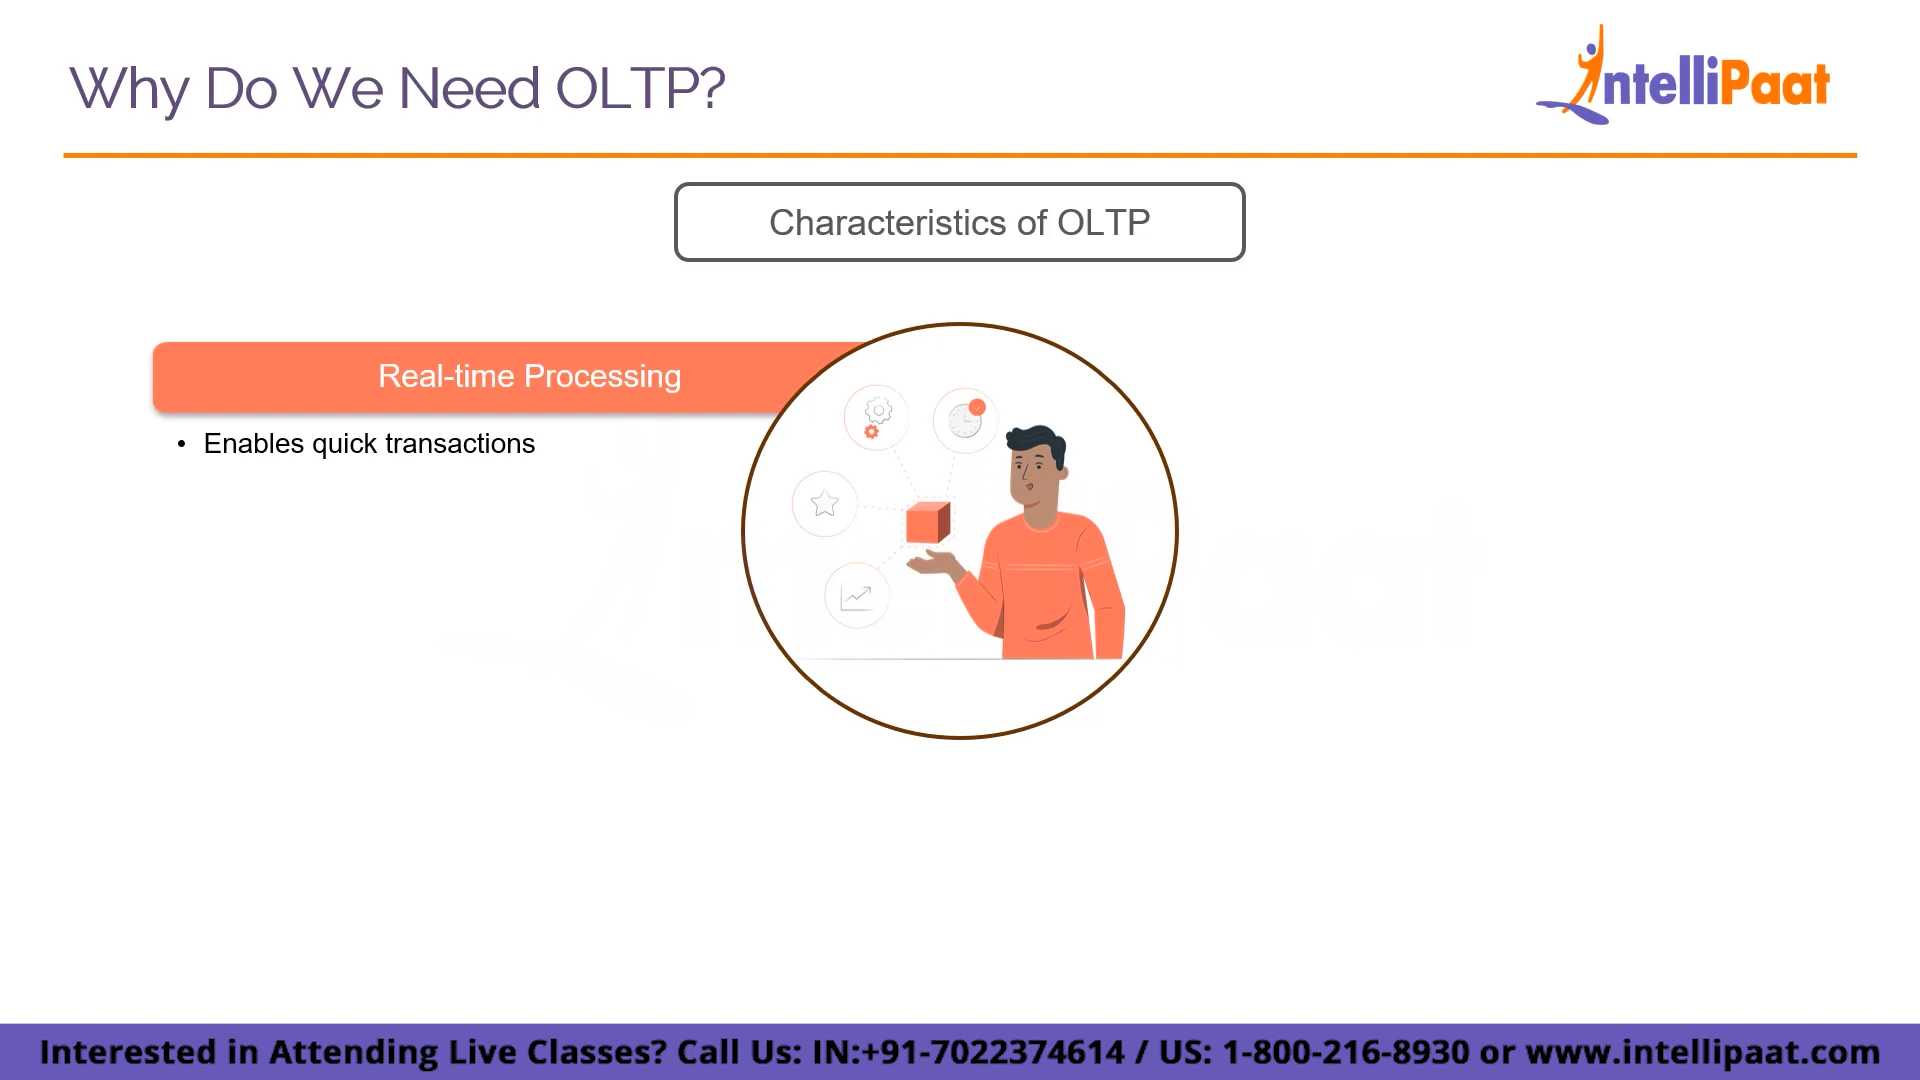 Why Do We Need OLTP?
IntelliPaat
Characteristics of OLTP
Real-time Processing
• Enables quick transactions
Interested in Attending Live Classes? Call Us: IN:+91-7022374614 / US: 1-800-216-8930 or www.intellipaat.com